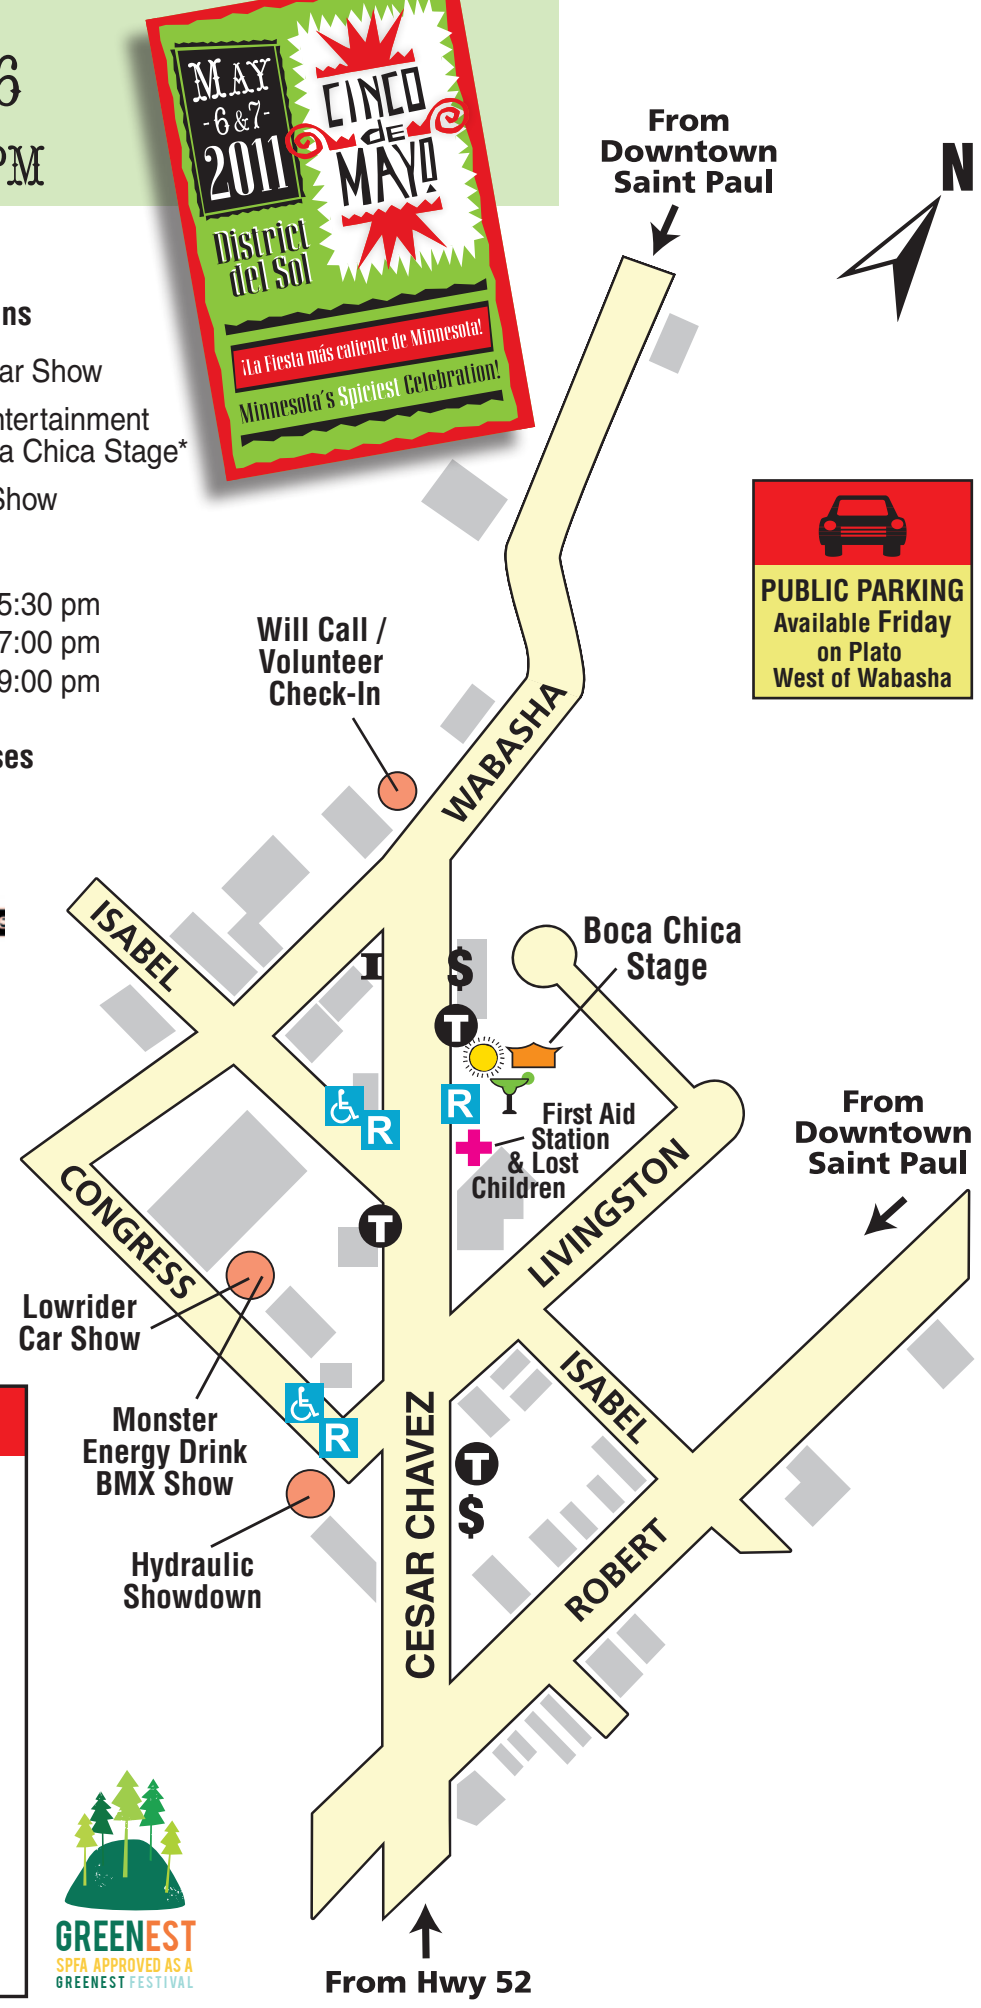 6
PM
MAY
-6&7-
2011
CINCO
de
MAYO!
District
del Sol
¡La Fiesta más caliente de Minnesota!
Minnesota's Spiciest Celebration!
From
Downtown
Saint Paul
N
ns
ar Show
ntertainment
a Chica Stage*
Show
5:30 pm
7:00 pm
9:00 pm
ses
PUBLIC PARKING
Available Friday
on Plato
West of Wabasha
Will Call /
Volunteer
Check-In
WABASHA
ISABEL
Boca Chica
Stage
I
$
T
R
R
First Aid
Station
& Lost
Children
From
Downtown
Saint Paul
CONGRESS
T
LIVINGSTON
Lowrider
Car Show
ISABEL
Monster
Energy Drink
BMX Show
R
CESAR CHAVEZ
T
$
Hydraulic
Showdown
ROBERT
GREENEST
SPFA APPROVED AS A
GREENEST FESTIVAL
From Hwy 52